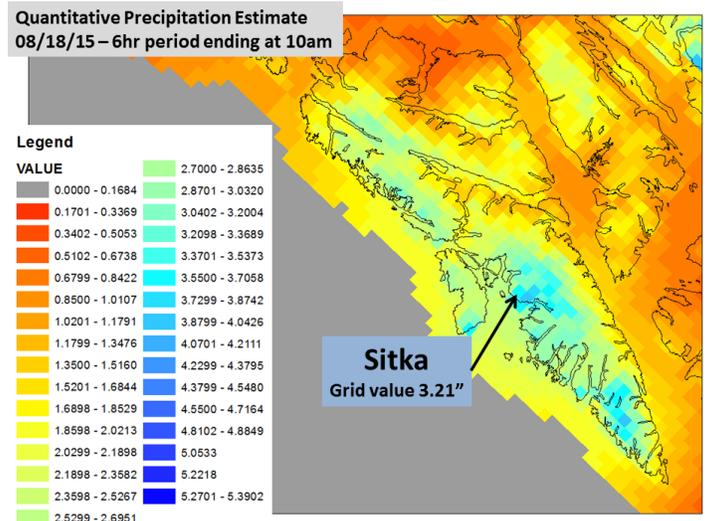 Quantitative Precipitation Estimate
08/18/15 – 6hr period ending at 10am
Legend
VALUE
0.0000 - 0.1684
0.1701 - 0.3369
0.3402 - 0.5053
0.5102 - 0.6738
0.6799 - 0.8422
0.8500 - 1.0107
1.0201 - 1.1791
1.1799 - 1.3476
1.3500 - 1.5160
1.5201 - 1.6844
1.6898 - 1.8529
1.8598 - 2.0213
2.0299 - 2.1898
2.1898 - 2.3582
2.3598 - 2.5267
2.5299 - 2.6951
2.7000 - 2.8635
2.8701 - 3.0320
3.0402 - 3.2004
3.2098 - 3.3689
3.3701 - 3.5373
3.5500 - 3.7058
3.7299 - 3.8742
3.8799 - 4.0426
4.0701 - 4.2111
4.2299 - 4.3795
4.3799 - 4.5480
4.5500 - 4.7164
4.8102 - 4.8849
5.0533
5.2218
5.2701 - 5.3902
Sitka
Grid value 3.21”